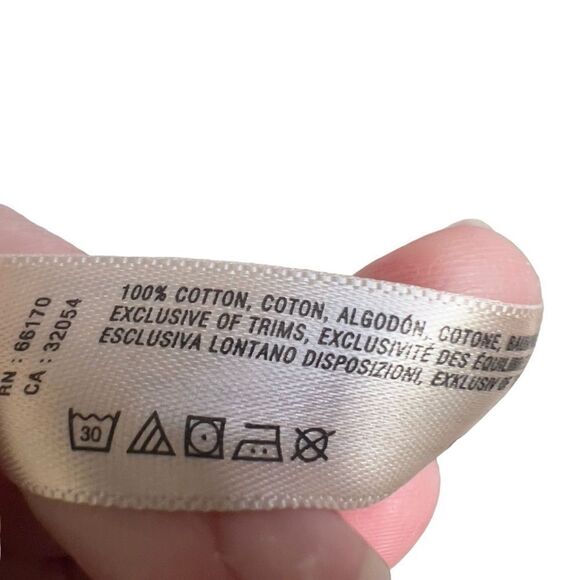 RN : 66170
CA : 32054
100% COTTON, COTON, ALGODÓN, COTONE,
EXCLUSIVE OF TRIMS, EXCLUSIVITÉ DES
ESCLUSIVA LONTANO DISPOSIZIONI, EXKLUSIV
30